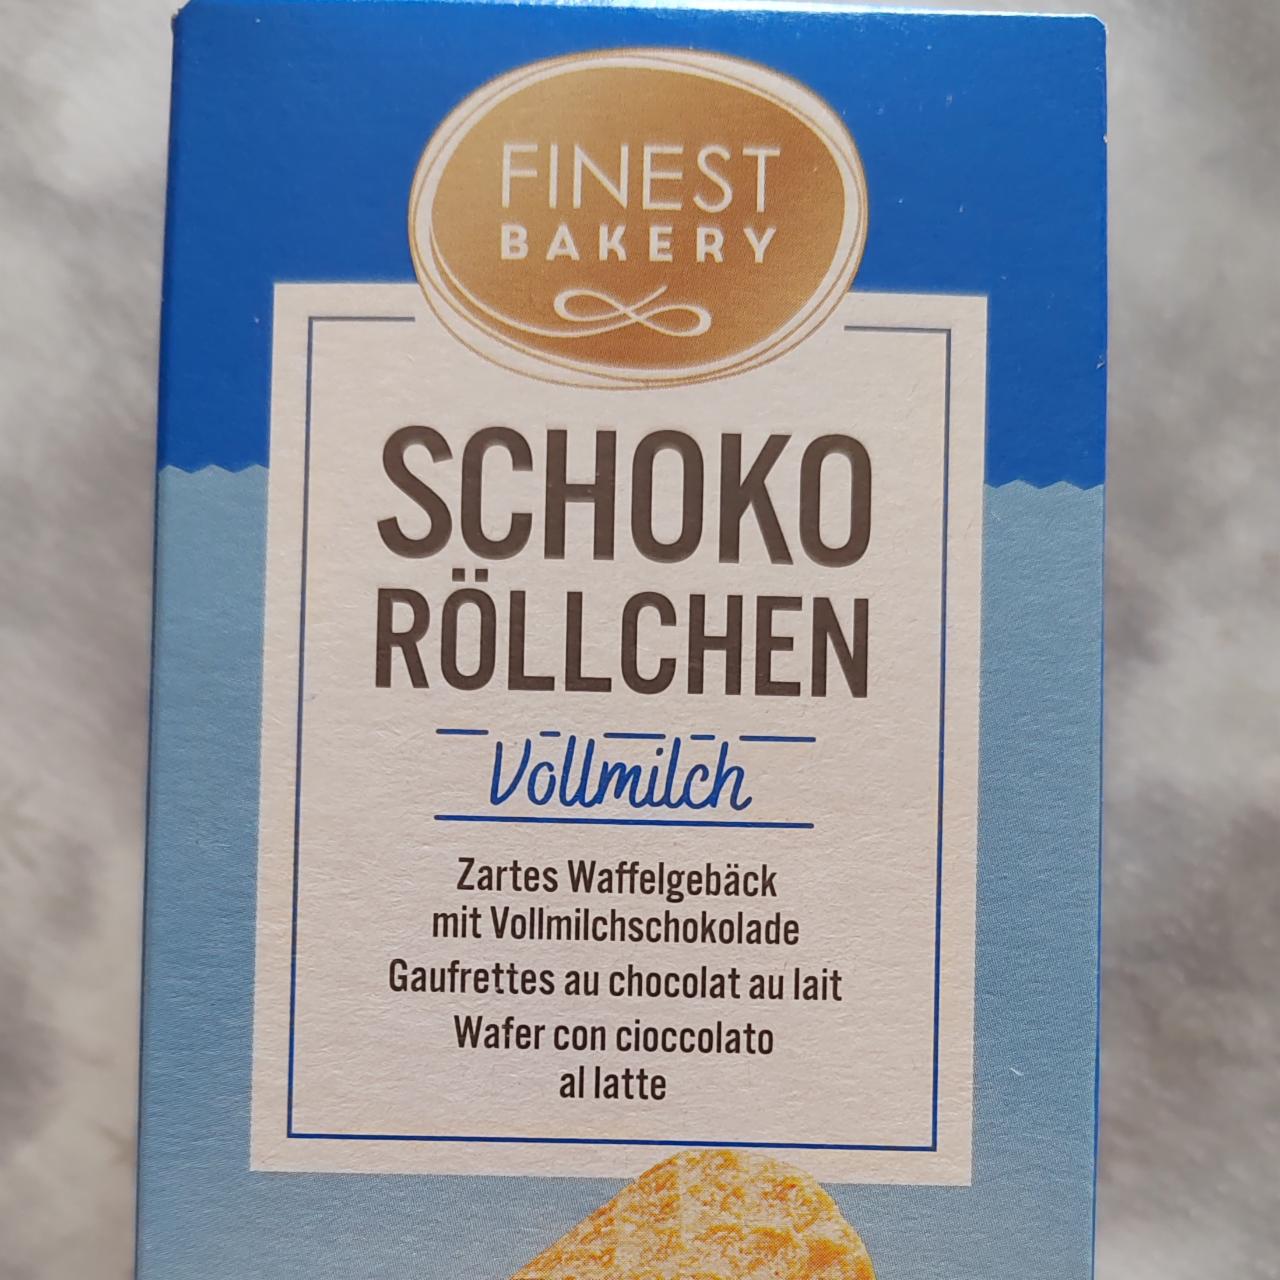 FINEST
BAKERY
SCHOKO
RÖLLCHEN
Vollmilch
Zartes Waffelgebäck
mit Vollmilchschokolade
Gaufrettes au chocolat au lait
Wafer con cioccolato
al latte